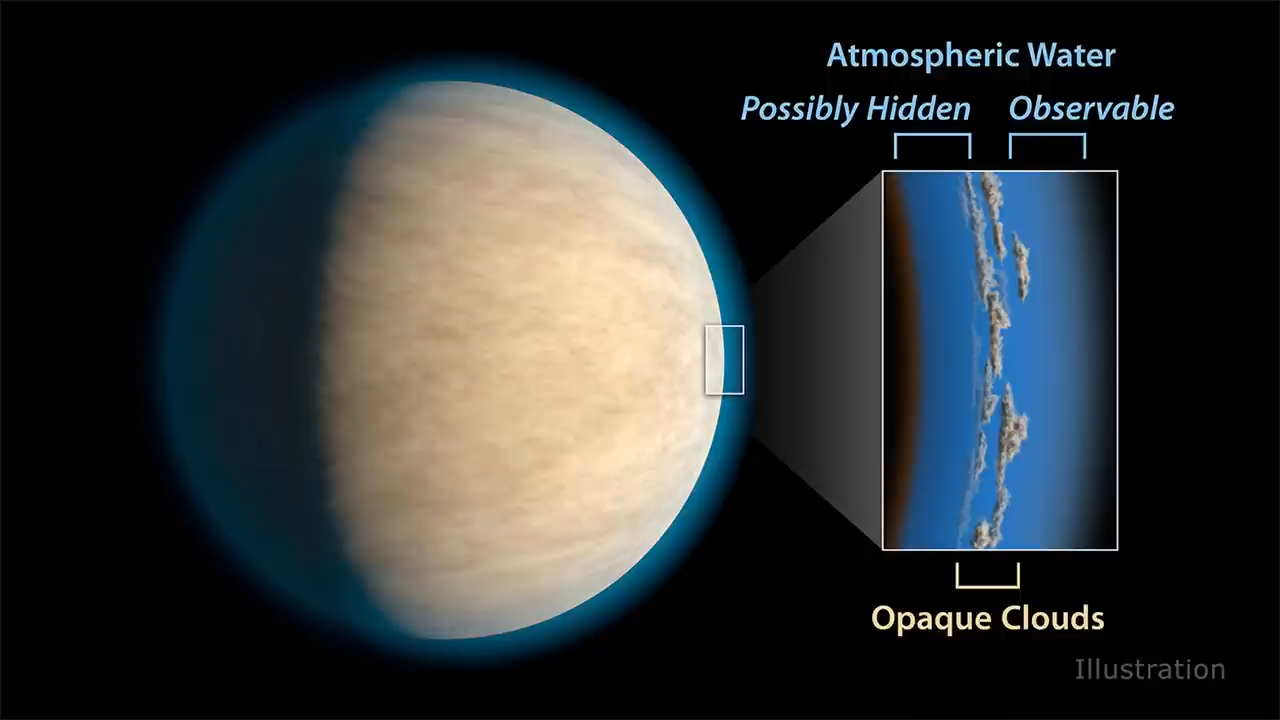 Atmospheric Water
Possibly Hidden Observable
Opaque Clouds
Illustration